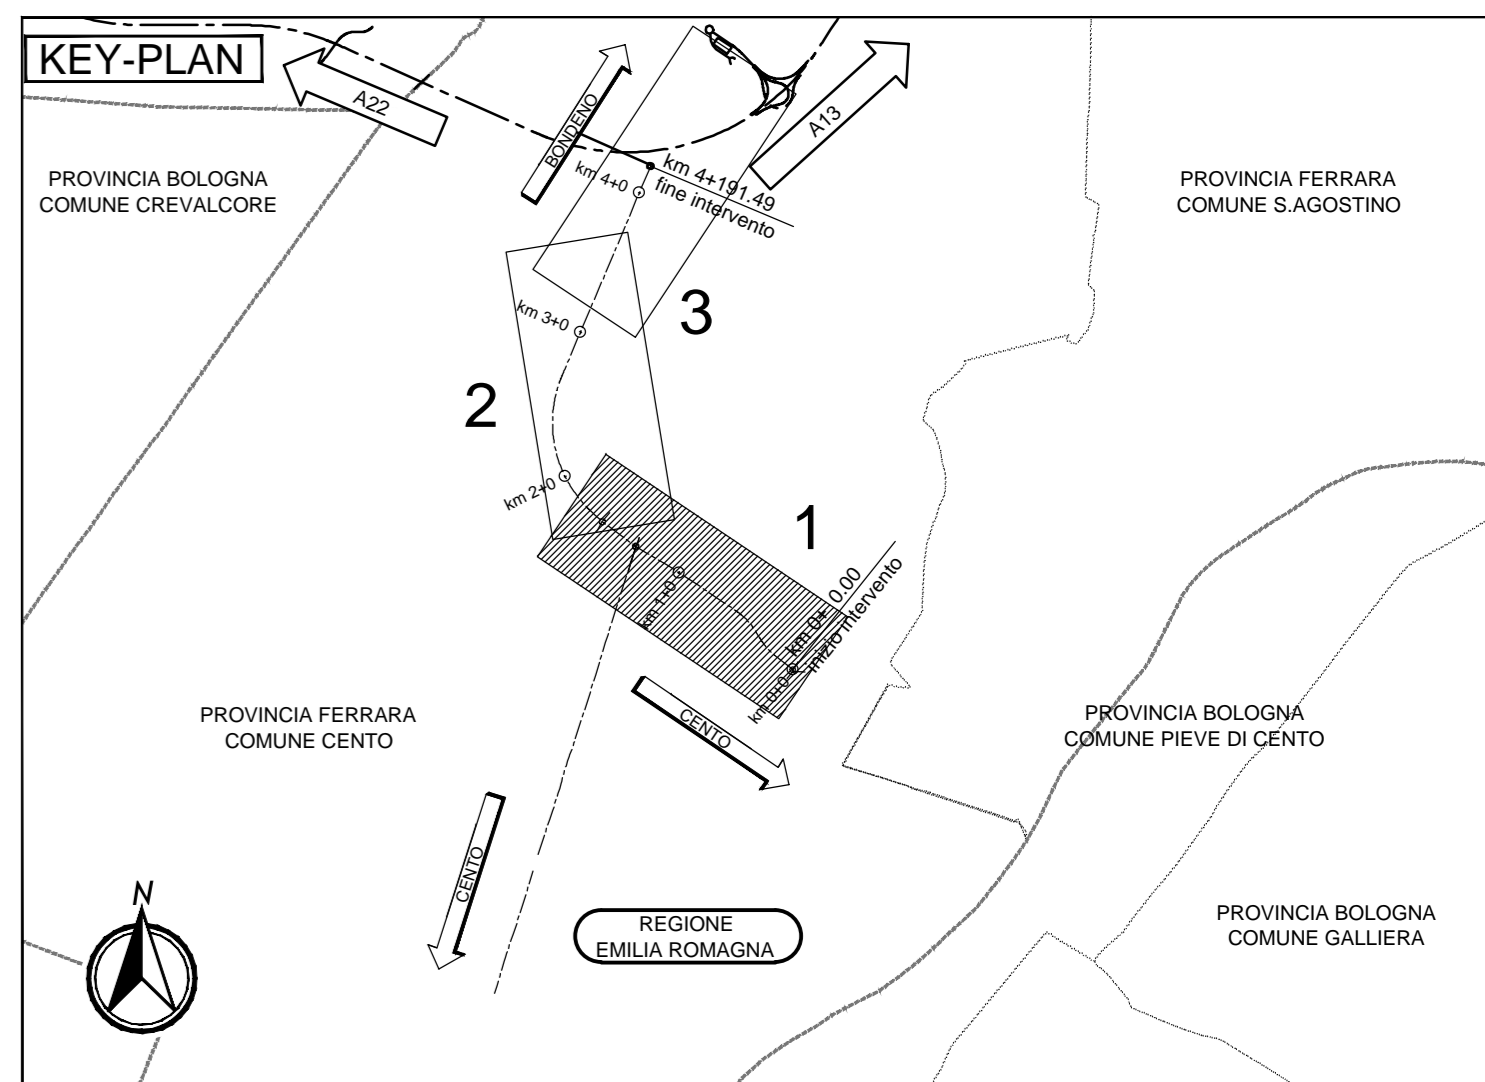 KEY-PLAN
A22
BONDENO
A13
PROVINCIA BOLOGNA
COMUNE CREVALCORE
km 4+0
km 4+191.49
fine intervento
PROVINCIA FERRARA
COMUNE S.AGOSTINO
3
km 3+0
2
km 2+0
1
km 1+0
km 0+ 0.00
inizio intervento
km 0+0
CENTO
PROVINCIA FERRARA
COMUNE CENTO
PROVINCIA BOLOGNA
COMUNE PIEVE DI CENTO
CENTO
N
REGIONE
EMILIA ROMAGNA
PROVINCIA BOLOGNA
COMUNE GALLIERA